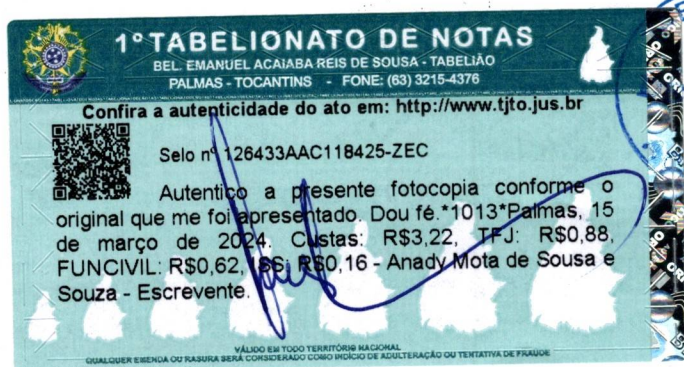 1º TABELIONATO DE NOTAS
BEL. EMANUEL ACAIABA REIS DE SOUSA - TABELIÃO
PALMAS - TOCANTINS - FONE: (63) 3215-4376
Confira a autenticidade do ato em: http://www.tjto.jus.br
Selo nº 126433AAC118425-ZEC
Autentico a presente fotocopia conforme o
original que me foi apresentado. Dou fé.*1013*Palmas, 15
de março de 2024. Custas: R$3,22, TFJ: R$0,88,
FUNCIVIL: R$0,62, ISS: R$0,16 - Anady Mota de Sousa e
Souza - Escrevente.
VÁLIDO EM TODO TERRITÓRIO NACIONAL
QUALQUER EMENDA OU RASURA SERÁ CONSIDERADO COMO INDÍCIO DE ADULTERAÇÃO OU TENTATIVA DE FRAUDE